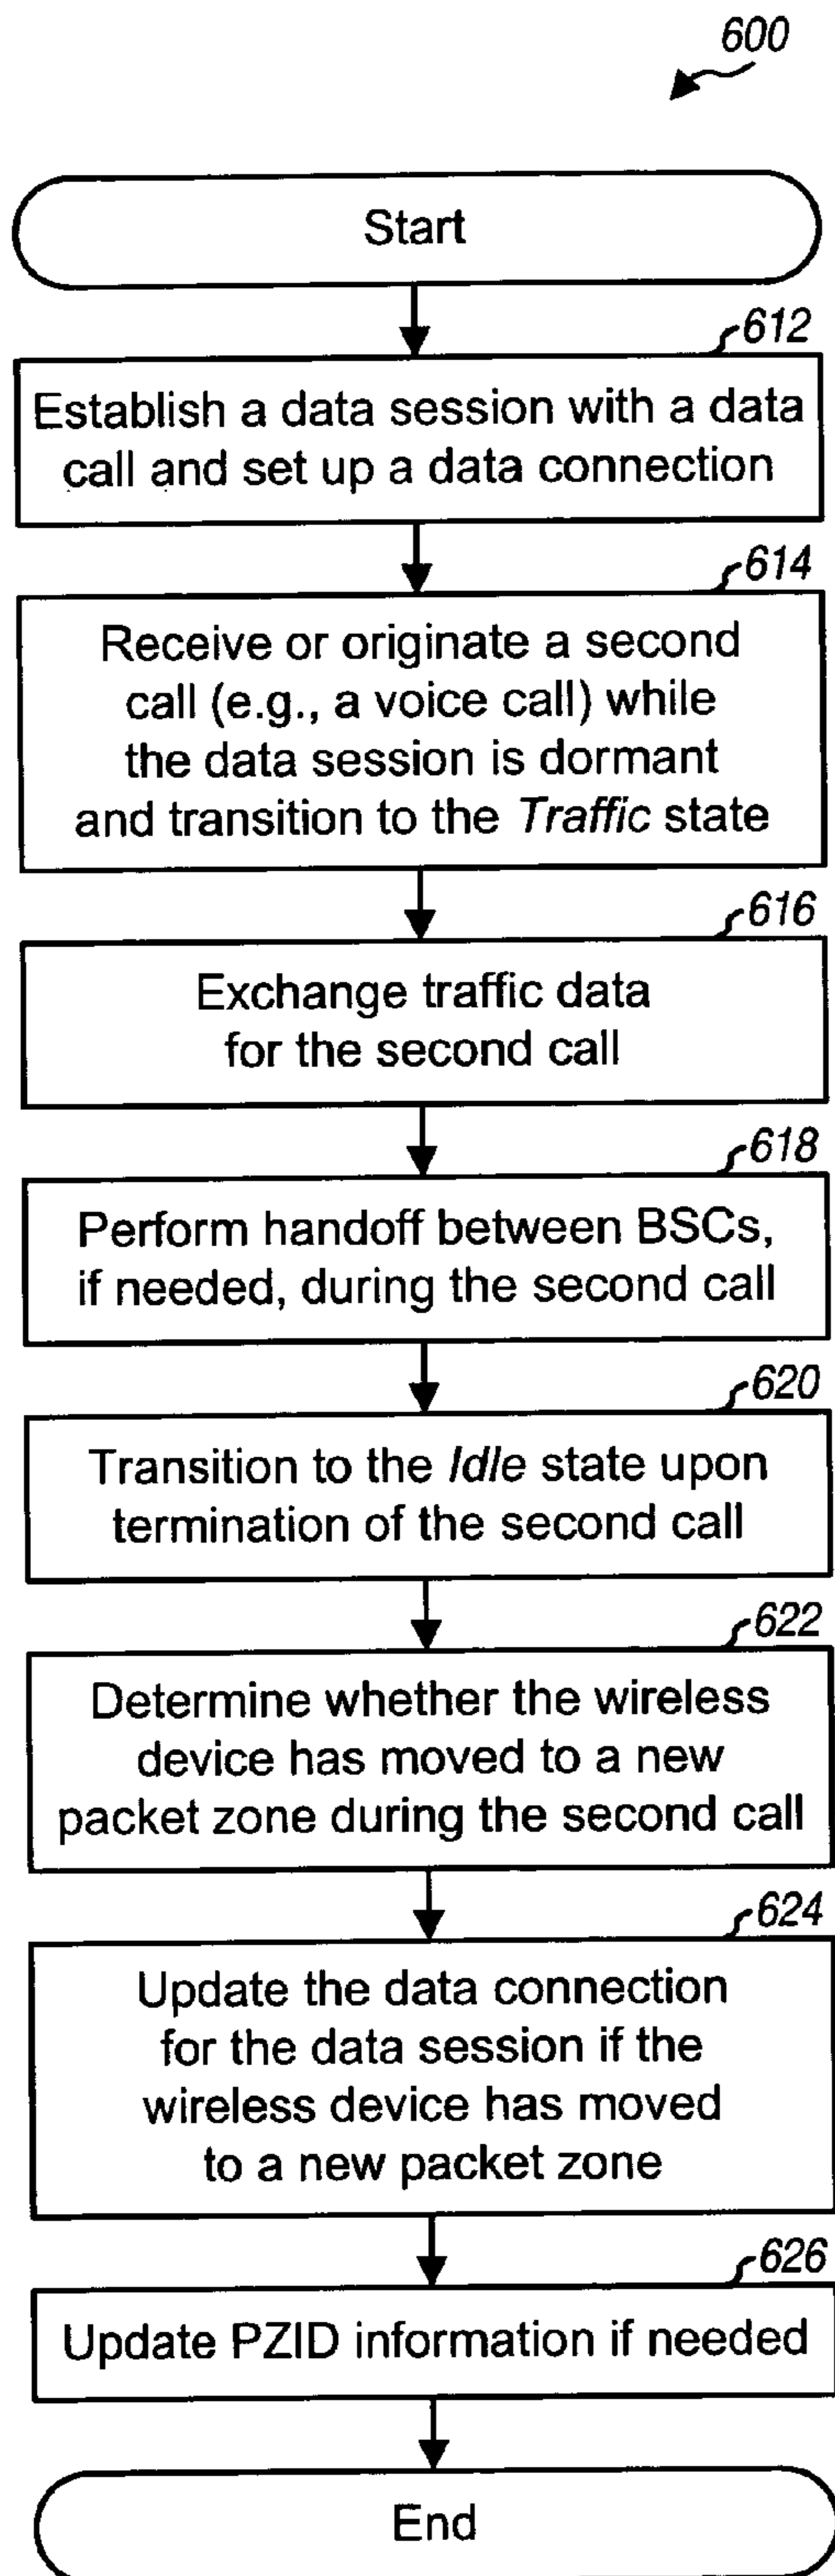 600
Start
612
Establish a data session with a data
call and set up a data connection
614
Receive or originate a second
call (e.g., a voice call) while
the data session is dormant
and transition to the Traffic state
616
Exchange traffic data
for the second call
618
Perform handoff between BSCs,
if needed, during the second call
620
Transition to the Idle state upon
termination of the second call
622
Determine whether the wireless
device has moved to a new
packet zone during the second call
624
Update the data connection
for the data session if the
wireless device has moved
to a new packet zone
626
Update PZID information if needed
End